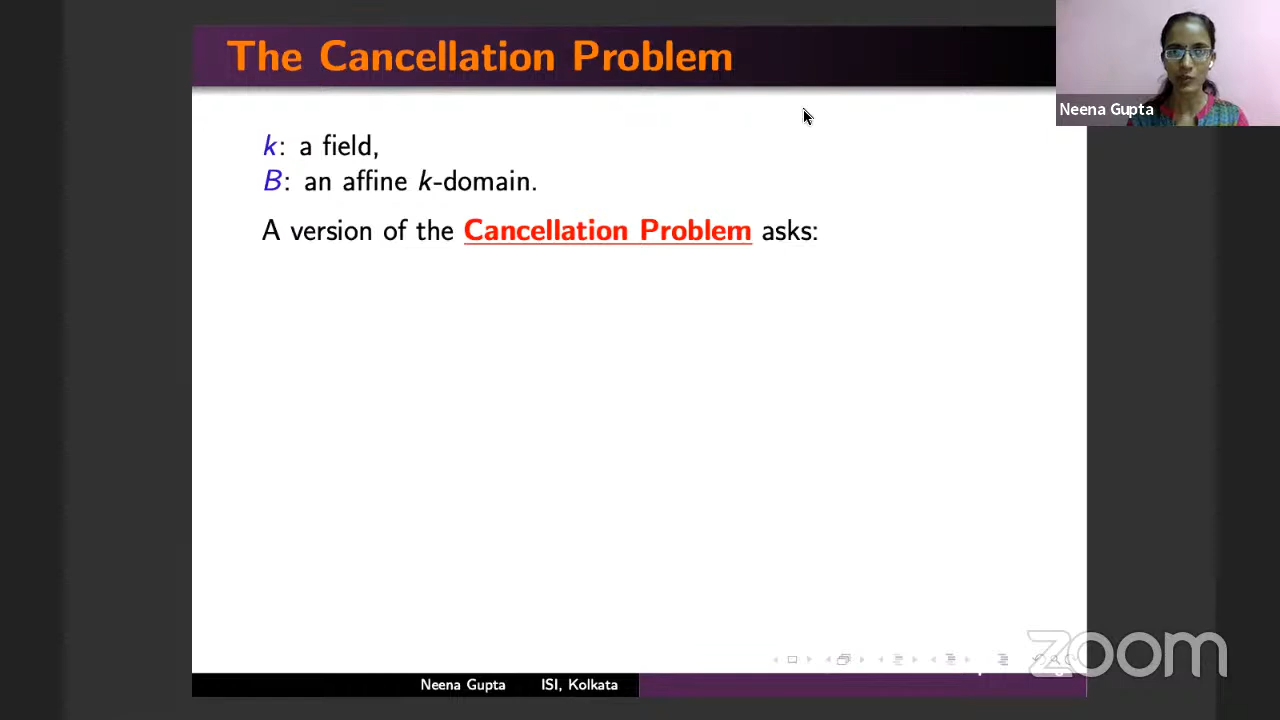 The Cancellation Problem
Neena Gupta
k: a field,
B: an affine k-domain.
A version of the Cancellation Problem asks:
zoom
Neena Gupta ISI, Kolkata